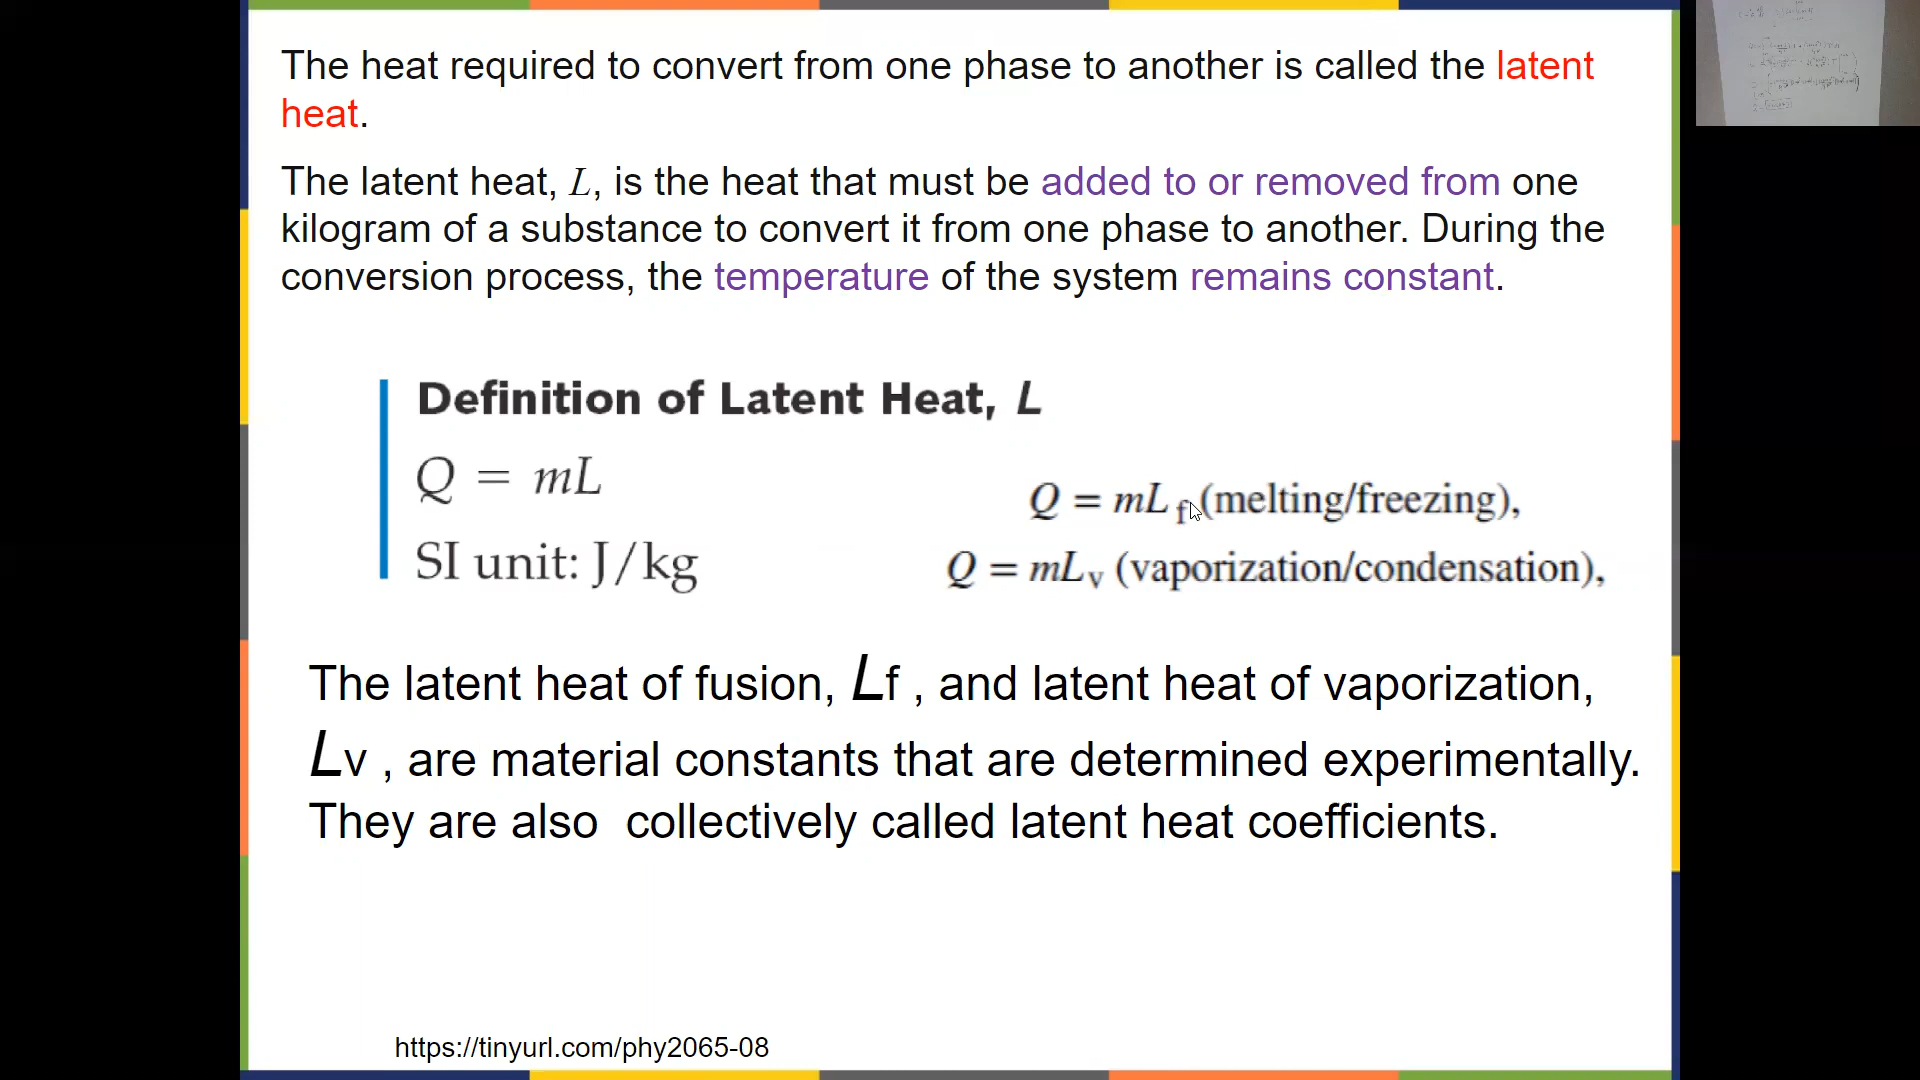 The heat required to convert from one phase to another is called the latent
heat.
The latent heat, L, is the heat that must be added to or removed from one
kilogram of a substance to convert it from one phase to another. During the
conversion process, the temperature of the system remains constant.
Definition of Latent Heat, L
Q = mL
SI unit: J/kg
Q = mL f (melting/freezing),
Q = mLv (vaporization/condensation),
The latent heat of fusion, Lf , and latent heat of vaporization,
Lv , are material constants that are determined experimentally.
They are also  collectively called latent heat coefficients.
https://tinyurl.com/phy2065-08